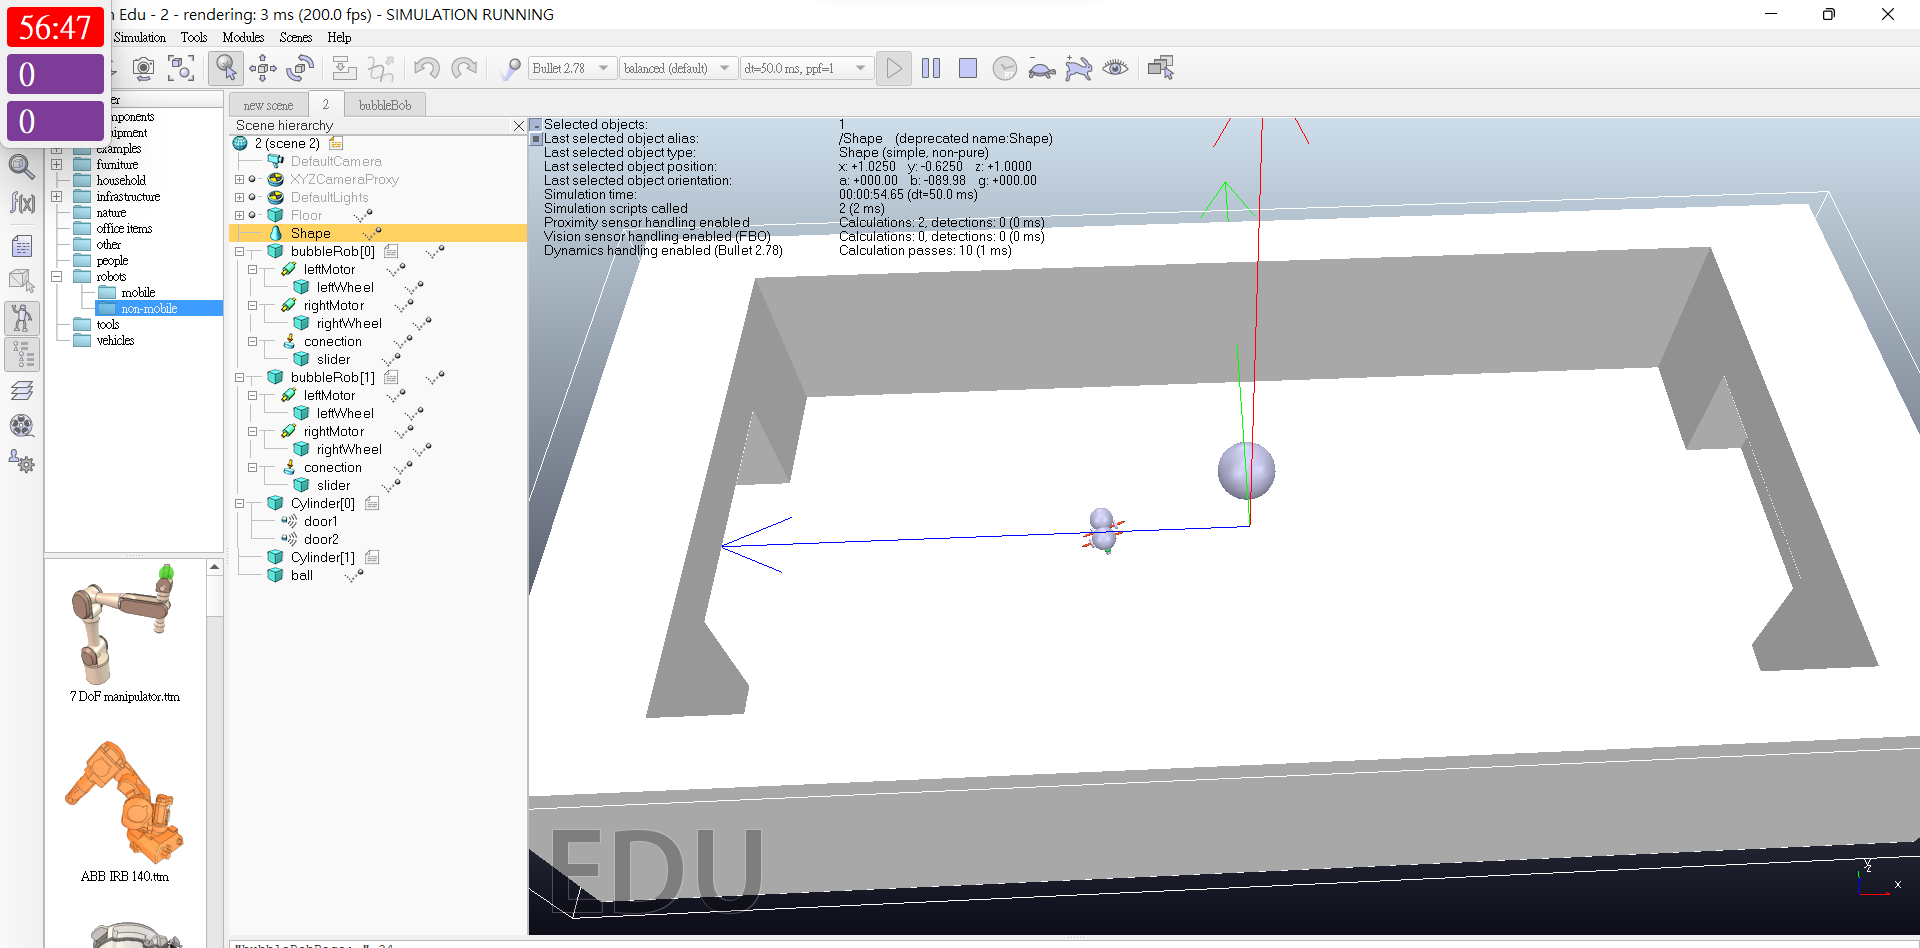 56:47
0
0
n Edu - 2 - rendering: 3 ms (200.0 fps) - SIMULATION RUNNING
Simulation Tools Modules Scenes Help
Bullet 2.78 balanced (default) dt=50.0 ms, ppf=1
new scene 2 bubbleBob
er
mponents
uipment
examples
furniture
household
infrastructure
nature
office items
other
people
robots
mobile
non-mobile
tools
vehicles
7 DoF manipulator.ttm
ABB IRB 140.ttm
Scene hierarchy
2 (scene 2)
DefaultCamera
XYZCameraProxy
DefaultLights
Floor
Shape
bubbleRob[0]
leftMotor
leftWheel
rightMotor
rightWheel
conection
slider
bubbleRob[1]
leftMotor
leftWheel
rightMotor
rightWheel
conection
slider
Cylinder[0]
door1
door2
Cylinder[1]
ball
Selected objects: 1
Last selected object alias: /Shape (deprecated name:Shape)
Last selected object type: Shape (simple, non-pure)
Last selected object position: x: +1.0250 y: -0.6250 z: +1.0000
Last selected object orientation: a: +000.00 b: -089.98 g: +000.00
Simulation time: 00:00:54.65 (dt=50.0 ms)
Simulation scripts called 2 (2 ms)
Proximity sensor handling enabled Calculations: 2, detections: 0 (0 ms)
Vision sensor handling enabled (FBO) Calculations: 0, detections: 0 (0 ms)
Dynamics handling enabled (Bullet 2.78) Calculation passes: 10 (1 ms)
EDU
y
z
x